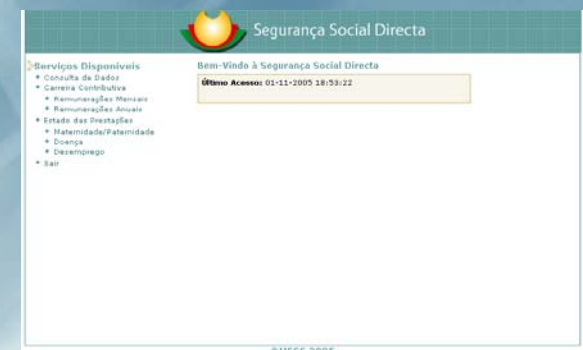 Segurança Social Directa
Serviços Disponíveis
Consulta de Dados
Carreira Contributiva
Remunerações Mensais
Remunerações Anuais
Estado das Prestações
Maternidade/Paternidade
Doença
Desemprego
Sair
Bem-Vindo à Segurança Social Directa
Último Acesso: 01-11-2005 18:53:22